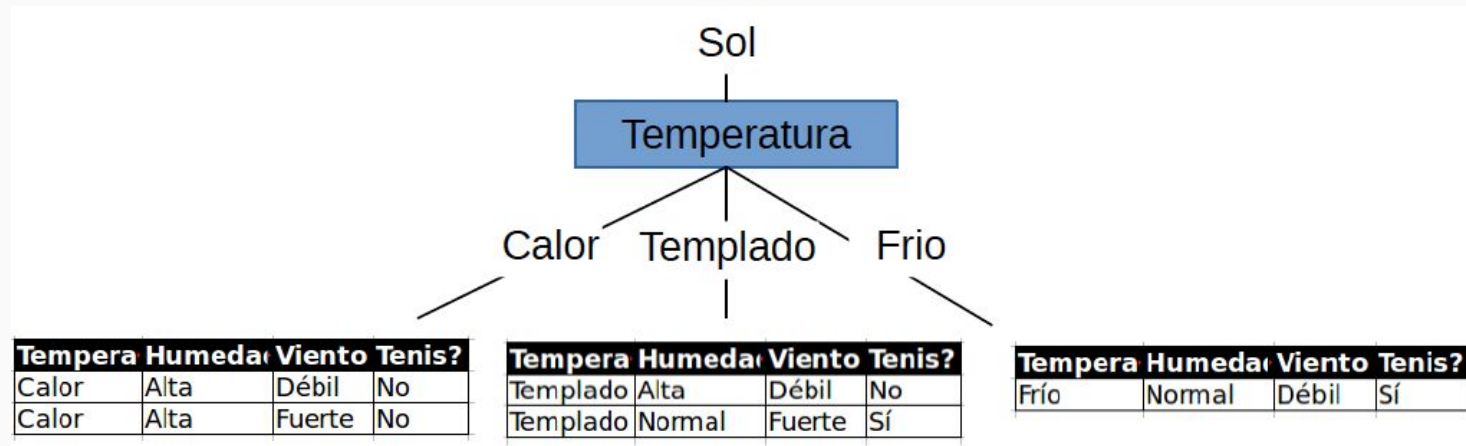 Sol
Temperatura
Calor Templado Frio
Tempera Humeda Viento Tenis?
Calor Alta Débil No
Calor Alta Fuerte No
Tempera Humeda Viento Tenis?
Templado Alta Débil No
Templado Normal Fuerte Sí
Tempera Humeda Viento Tenis?
Frío Normal Débil Sí